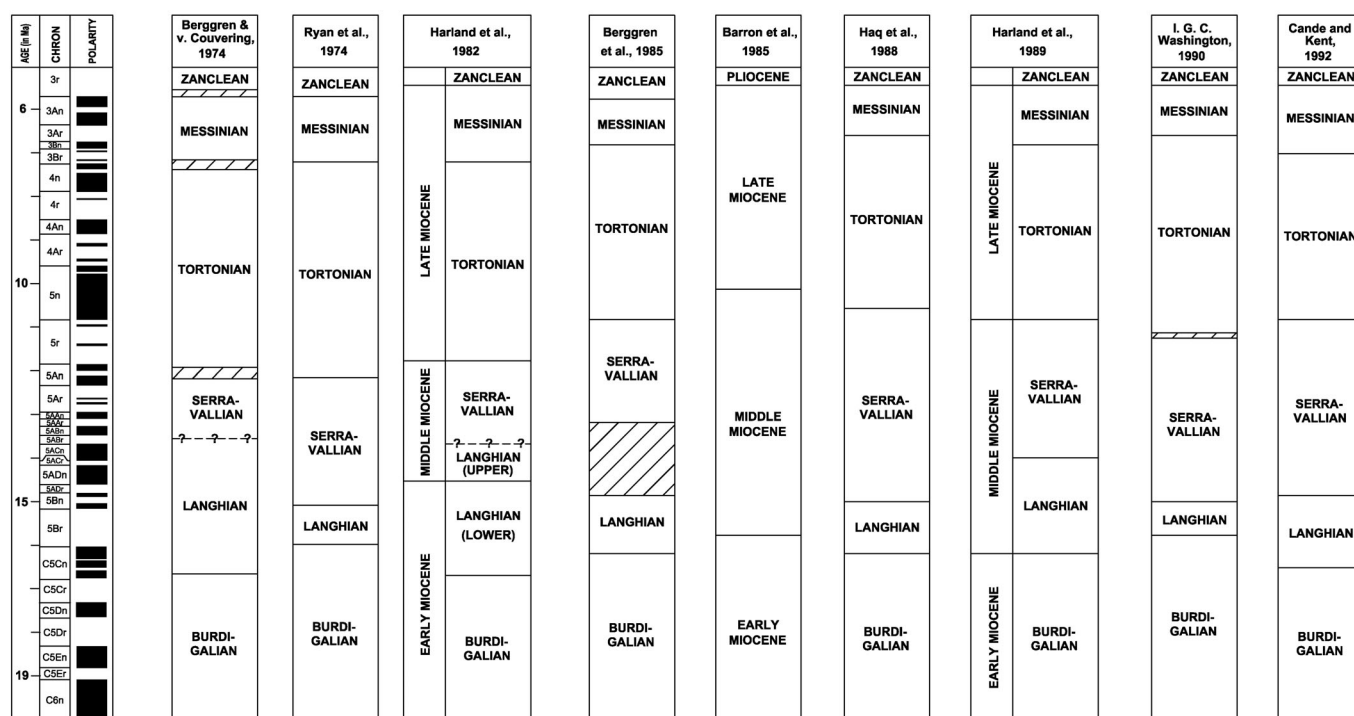 AGE (in Ma)
CHRON
POLARITY
6
10
15
19
3r
3An
3Ar
3Bn
3Br
4n
4r
4An
4Ar
5n
5r
5An
5Ar
5AAn
5AAr
5ABn
5ABr
5ACn
5ACr
5ADn
5ADr
5Bn
5Br
C5Cn
C5Cr
C5Dn
C5Dr
C5En
C5Er
C6n
Berggren &
v. Couvering,
1974
ZANCLEAN
MESSINIAN
TORTONIAN
SERRA-
VALLIAN
? ? ?
LANGHIAN
BURDI-
GALIAN
Ryan et al.,
1974
ZANCLEAN
MESSINIAN
TORTONIAN
SERRA-
VALLIAN
LANGHIAN
BURDI-
GALIAN
Harland et al.,
1982
LATE MIOCENE
MIDDLE MIOCENE
EARLY MIOCENE
ZANCLEAN
MESSINIAN
TORTONIAN
SERRA-
VALLIAN
? ? ?
LANGHIAN
(UPPER)
LANGHIAN
(LOWER)
BURDI-
GALIAN
Berggren
et al., 1985
ZANCLEAN
MESSINIAN
TORTONIAN
SERRA-
VALLIAN
LANGHIAN
BURDI-
GALIAN
Barron et al.,
1985
PLIOCENE
LATE
MIOCENE
MIDDLE
MIOCENE
EARLY
MIOCENE
Haq et al.,
1988
ZANCLEAN
MESSINIAN
TORTONIAN
SERRA-
VALLIAN
LANGHIAN
BURDI-
GALIAN
Harland et al.,
1989
LATE MIOCENE
MIDDLE MIOCENE
EARLY MIOCENE
ZANCLEAN
MESSINIAN
TORTONIAN
SERRA-
VALLIAN
LANGHIAN
BURDI-
GALIAN
I. G. C.
Washington,
1990
ZANCLEAN
MESSINIAN
TORTONIAN
SERRA-
VALLIAN
LANGHIAN
BURDI-
GALIAN
Cande and
Kent,
1992
ZANCLEAN
MESSINIAN
TORTONIAN
SERRA-
VALLIAN
LANGHIAN
BURDI-
GALIAN